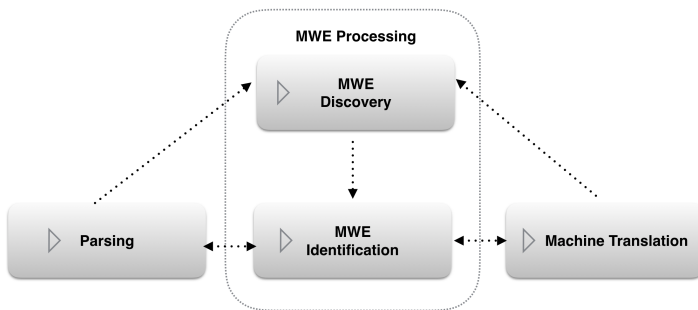 MWE Processing
MWE
Discovery
Parsing
MWE
Identification
Machine Translation